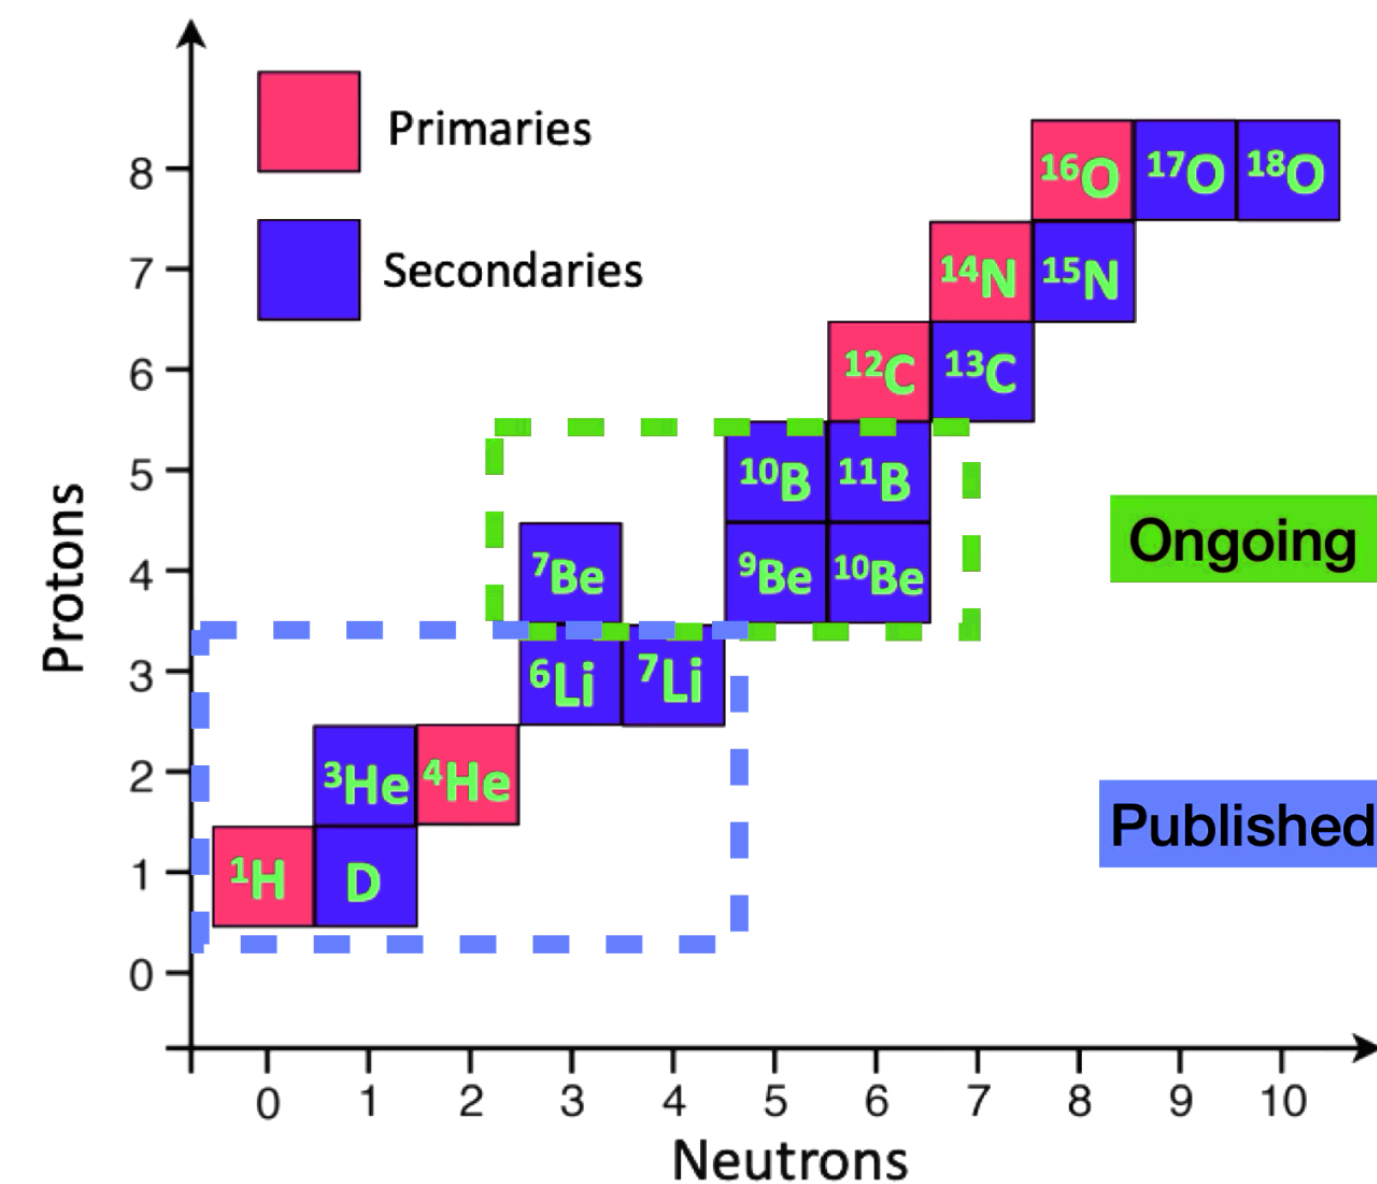 Primaries
Secondaries
Protons
8
7
6
5
4
3
2
1
0
¹⁶O ¹⁷O ¹⁸O
¹⁴N ¹⁵N
¹²C ¹³C
¹⁰B ¹¹B
⁷Be ⁹Be ¹⁰Be
⁶Li ⁷Li
³He ⁴He
¹H D
Ongoing
Published
0 1 2 3 4 5 6 7 8 9 10
Neutrons